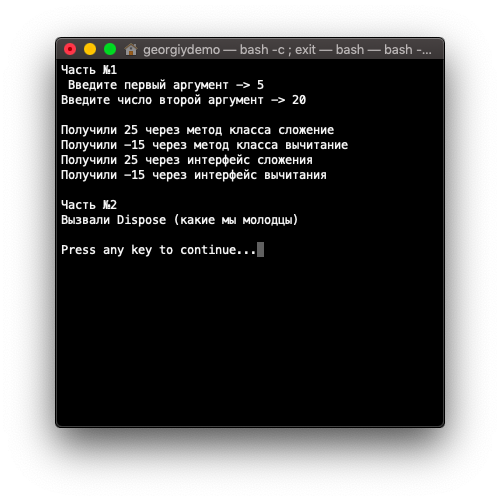 georgiydemo — bash -c ; exit — bash — bash -...
Часть №1
Введите первый аргумент -> 5
Введите число второй аргумент -> 20
Получили 25 через метод класса сложение
Получили -15 через метод класса вычитание
Получили 25 через интерфейс сложения
Получили -15 через интерфейс вычитания
Часть №2
Вызвали Dispose (какие мы молодцы)
Press any key to continue...